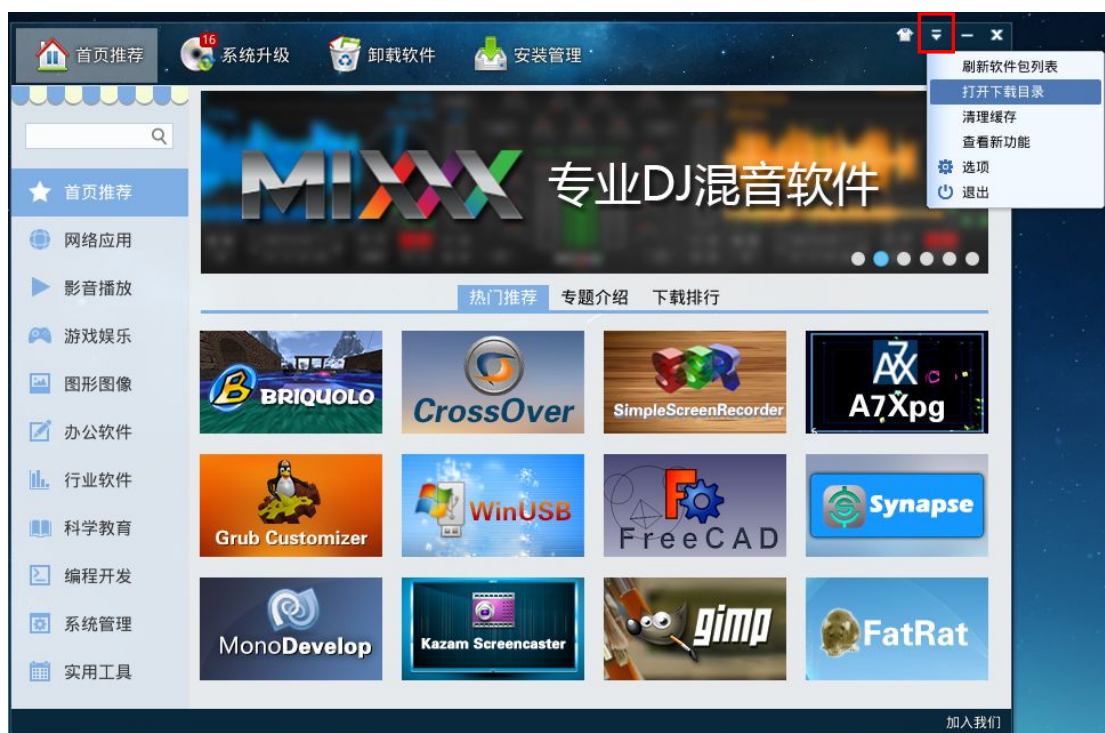 首页推荐
16
系统升级
卸载软件
安装管理
刷新软件包列表
打开下载目录
清理缓存
查看新功能
选项
退出
首页推荐
网络应用
影音播放
游戏娱乐
图形图像
办公软件
行业软件
科学教育
编程开发
系统管理
实用工具
MIXXX 专业DJ混音软件
热门推荐 专题介绍 下载排行
BRIQUOLO
CrossOver
SSR
SimpleScreenRecorder
A7X
A7Xpg
Grub Customizer
WinUSB
FreeCAD
Synapse
MonoDevelop
Kazam Screencaster
gimp
FatRat
加入我们